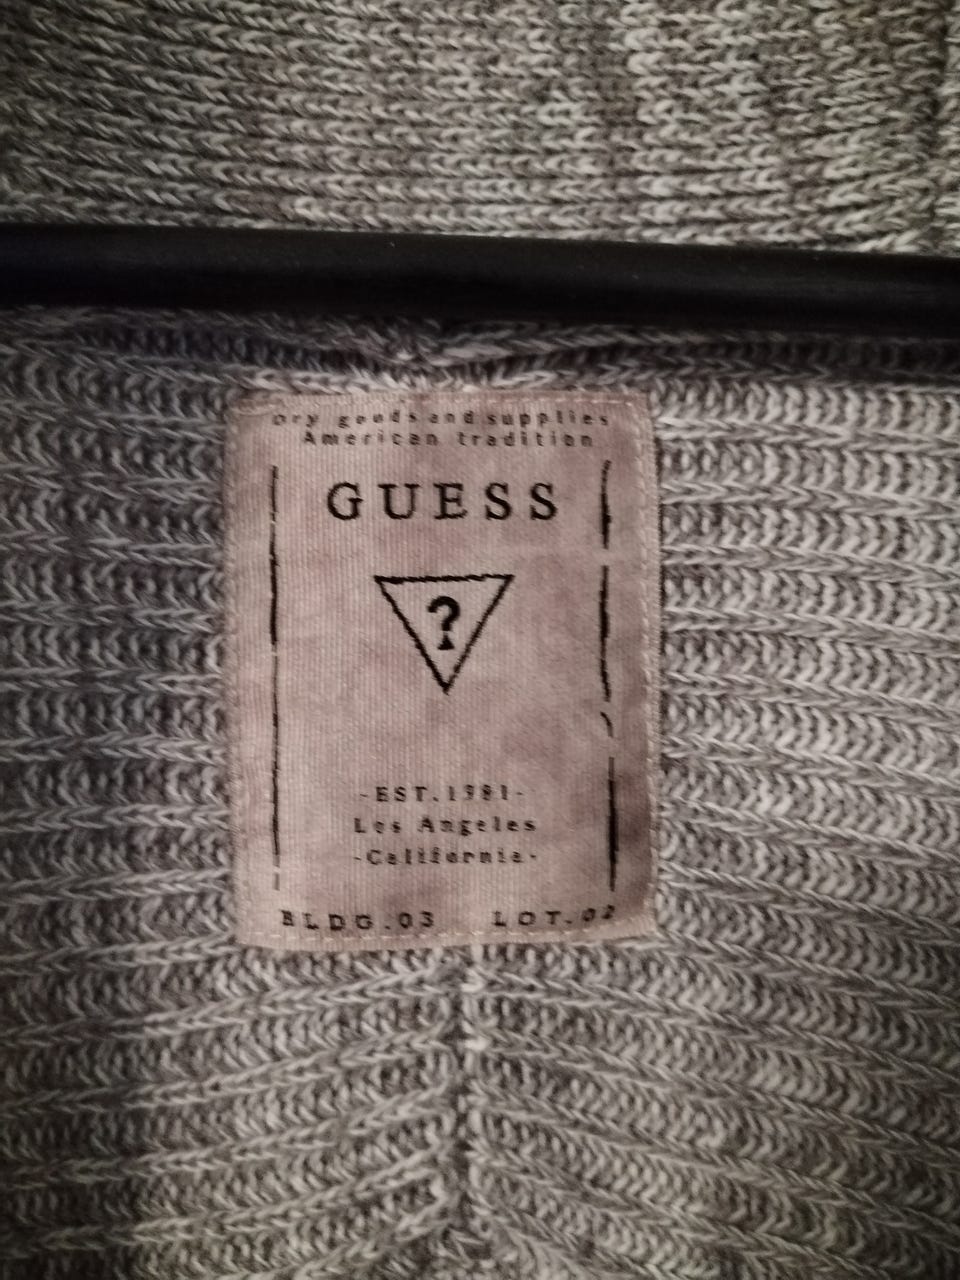 Dry goods and supplies
American tradition
GUESS
?
-EST.1981-
Los Angeles
-California-
BLDG.03 LOT.02